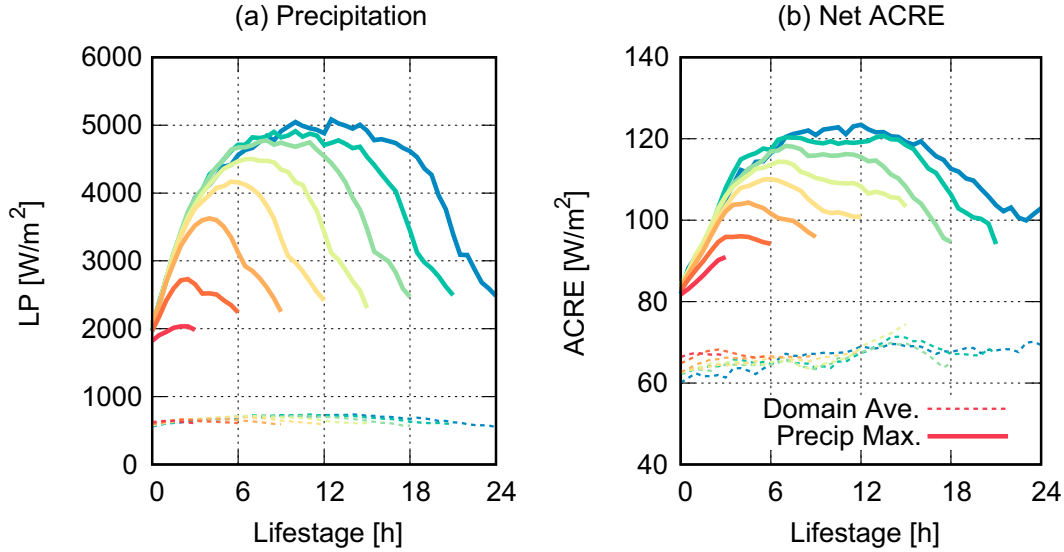 (a) Precipitation
6000
5000
4000
3000
2000
1000
0
LP [W/m²]
0 6 12 18 24
Lifestage [h]
(b) Net ACRE
140
120
100
80
60
40
ACRE [W/m²]
Domain Ave.
Precip Max.
0 6 12 18 24
Lifestage [h]